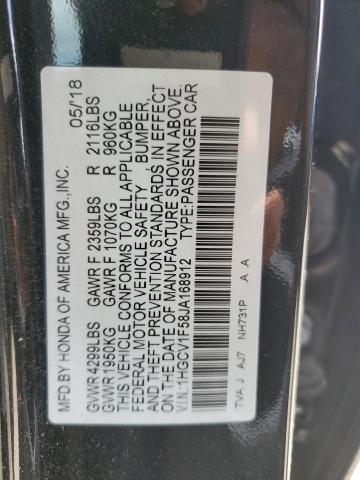 MFD BY HONDA OF AMERICA MFG.,INC. 05/18
GVWR 4299LBS GAWR F 2359LBS R 2116LBS
GVWR 1950KG GAWR F 1070KG R 960KG
THIS VEHICLE CONFORMS TO ALL APPLICABLE
FEDERAL MOTOR VEHICLE SAFETY, BUMPER,
AND THEFT PREVENTION STANDARDS IN EFFECT
ON THE DATE OF MANUFACTURE SHOWN ABOVE.
V.I.N.:1HGCV1F58JA168912 TYPE:PASSENGER CAR
TVA J AJ7 NH731P A A